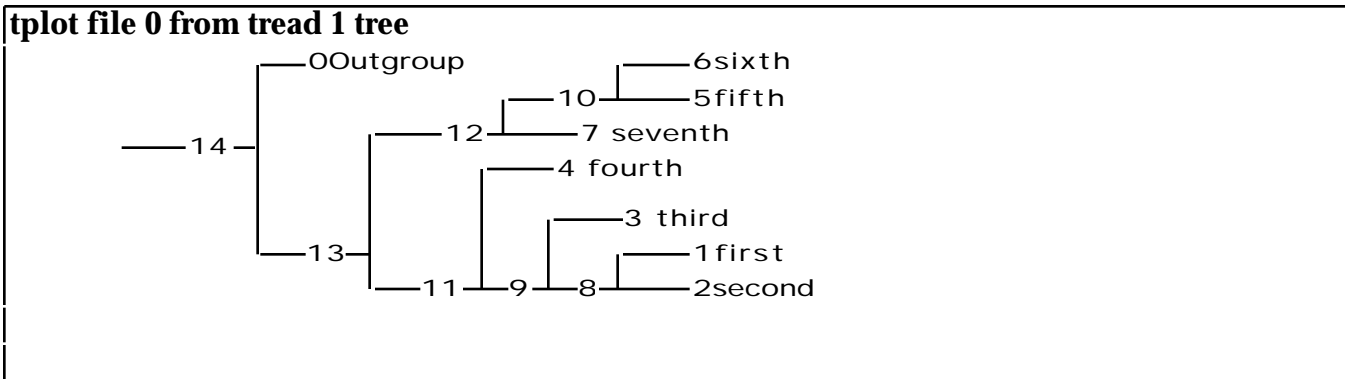 tplot file 0 from tread 1 tree
0Outgroup
6sixth
10
5fifth
12
7 seventh
14
4 fourth
3 third
13
1first
11
9
8
2second